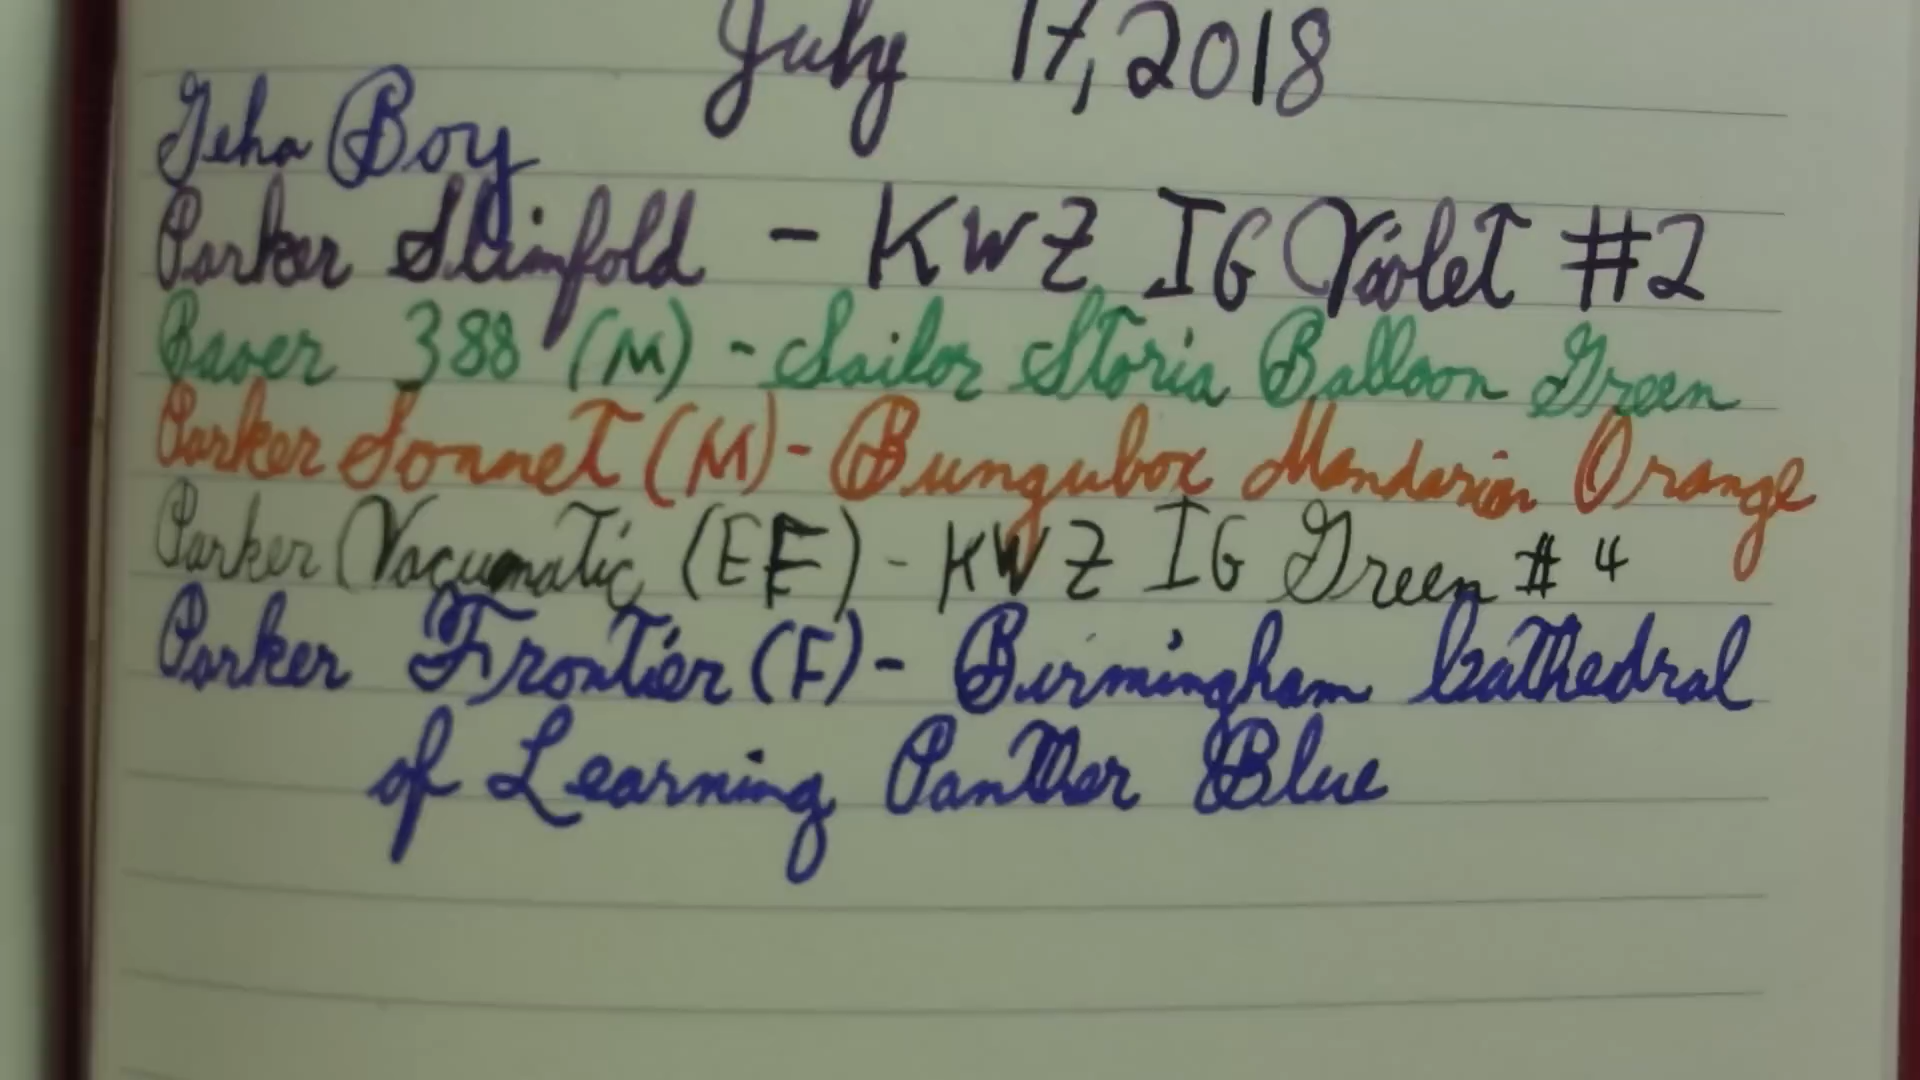 July 17, 2018
Geha Boy
Parker Slimfold - KWZ IG Violet #2
Baoer 388 (M) - Sailor Storia Balloon Green
Parker Sonnet (M) - Bungubox Mandarin Orange
Parker Vacumatic (EF) - KWZ IG Green #4
Parker Frontier (F) - Birmingham Cathedral
of Learning Panther Blue